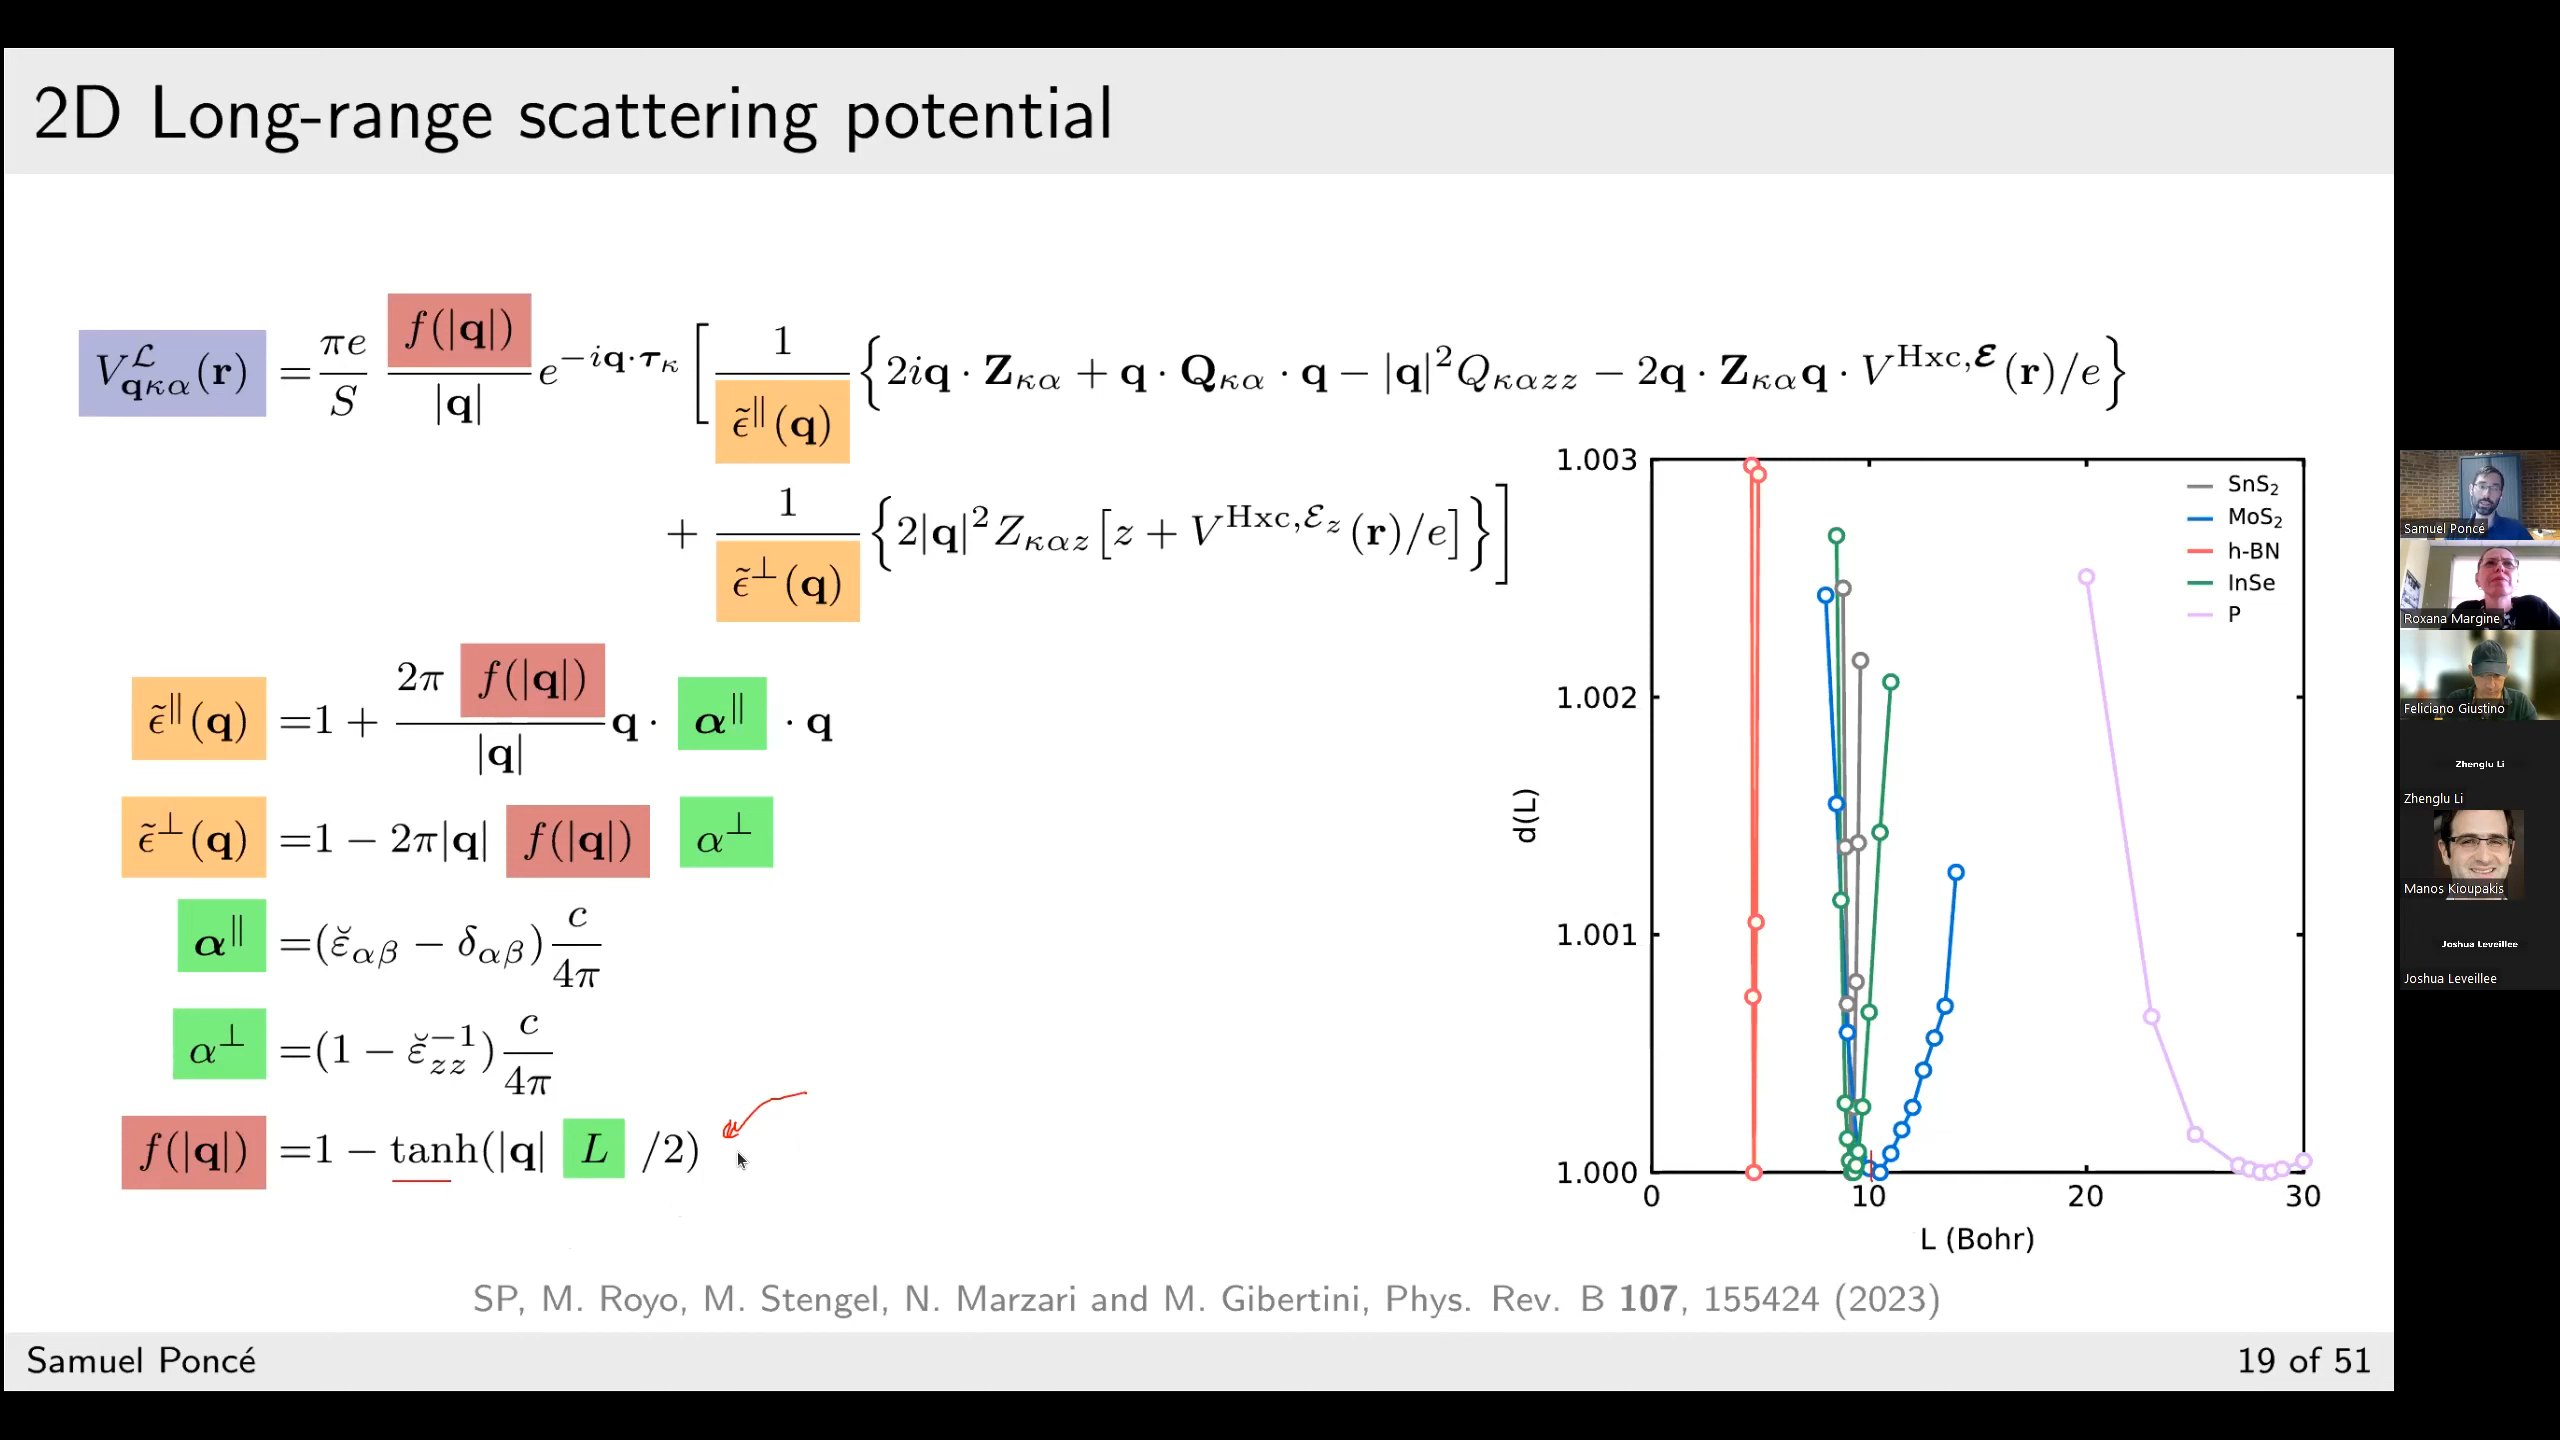 2D Long-range scattering potential
V^ℒ_{𝐪κα}(𝐫) = πe/S f(|𝐪|)/|𝐪| e^{−i𝐪·𝛕_κ} [ 1/ϵ̃^∥(𝐪) { 2i𝐪 · 𝐙_{κα} + 𝐪 · 𝐐_{κα} · 𝐪 − |𝐪|² Q_{καzz} − 2𝐪 · 𝐙_{κα} 𝐪 · V^{Hxc,𝓔}(𝐫)/e }
+ 1/ϵ̃^⊥(𝐪) { 2|𝐪|² Z_{καz} [ z + V^{Hxc,ℰ_z}(𝐫)/e ] } ]
ϵ̃^∥(𝐪) = 1 + 2π f(|𝐪|)/|𝐪| 𝐪 · 𝛂^∥ · 𝐪
ϵ̃^⊥(𝐪) = 1 − 2π|𝐪| f(|𝐪|) α^⊥
𝛂^∥ = (ε̆_{αβ} − δ_{αβ}) c/4π
α^⊥ = (1 − ε̆_{zz}^{−1}) c/4π
f(|𝐪|) = 1 − tanh(|𝐪| L /2)
1.003
1.002
1.001
1.000
d(L)
0 10 20 30
L (Bohr)
SnS₂
MoS₂
h-BN
InSe
P
SP, M. Royo, M. Stengel, N. Marzari and M. Gibertini, Phys. Rev. B 107, 155424 (2023)
Samuel Poncé 19 of 51
Samuel Poncé
Roxana Margine
Feliciano Giustino
Zhenglu Li
Zhenglu Li
Manos Kioupakis
Joshua Leveillee
Joshua Leveillee